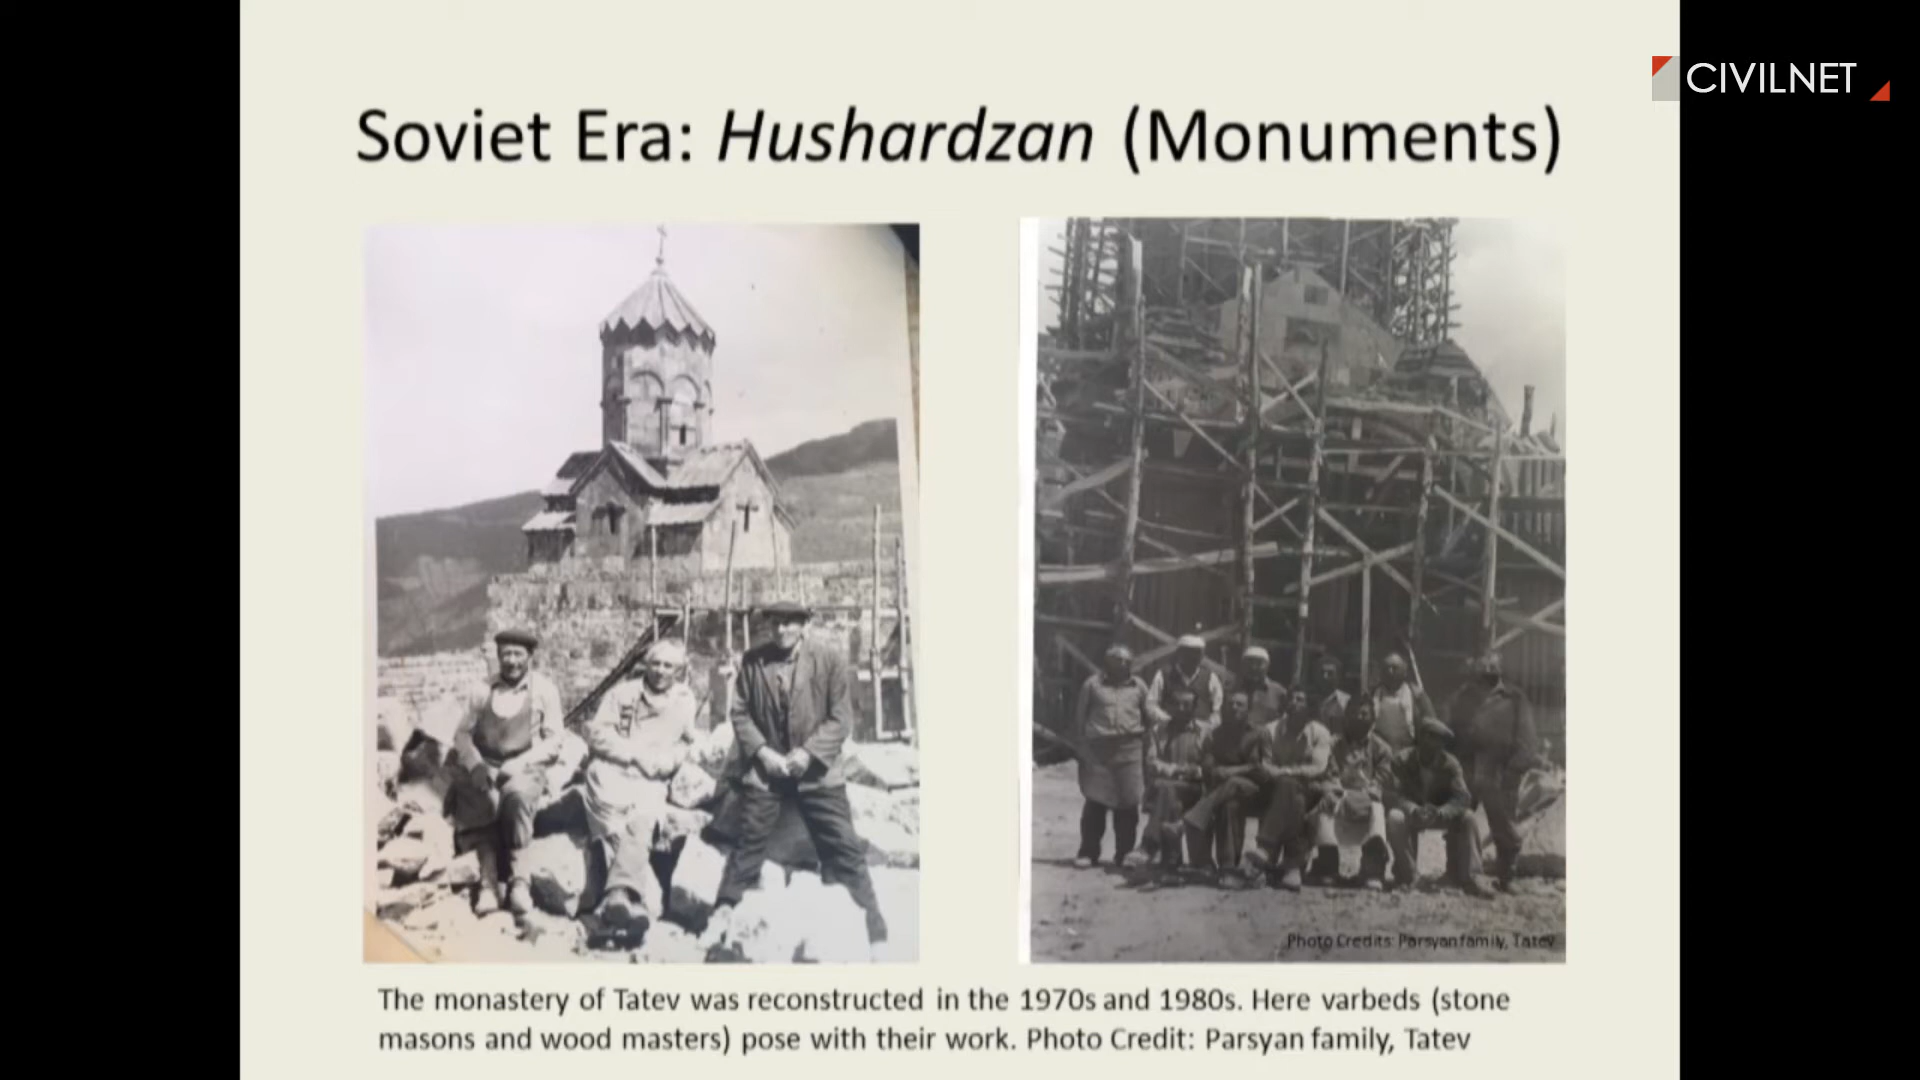 CIVILNET
Soviet Era: Hushardzan (Monuments)
Photo Credits: Parsyan family, Tatev
The monastery of Tatev was reconstructed in the 1970s and 1980s. Here varbeds (stone
masons and wood masters) pose with their work. Photo Credit: Parsyan family, Tatev